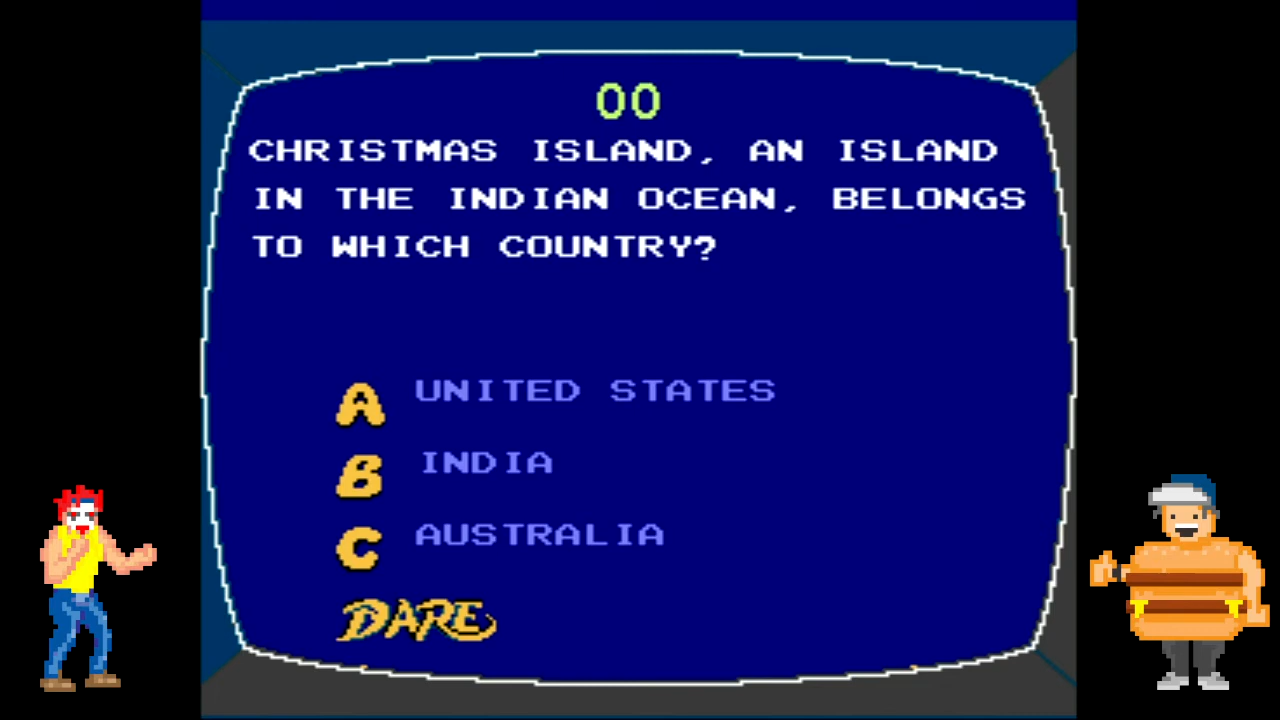 00
CHRISTMAS ISLAND, AN ISLAND
IN THE INDIAN OCEAN, BELONGS
TO WHICH COUNTRY?
A UNITED STATES
B INDIA
C AUSTRALIA
DARE